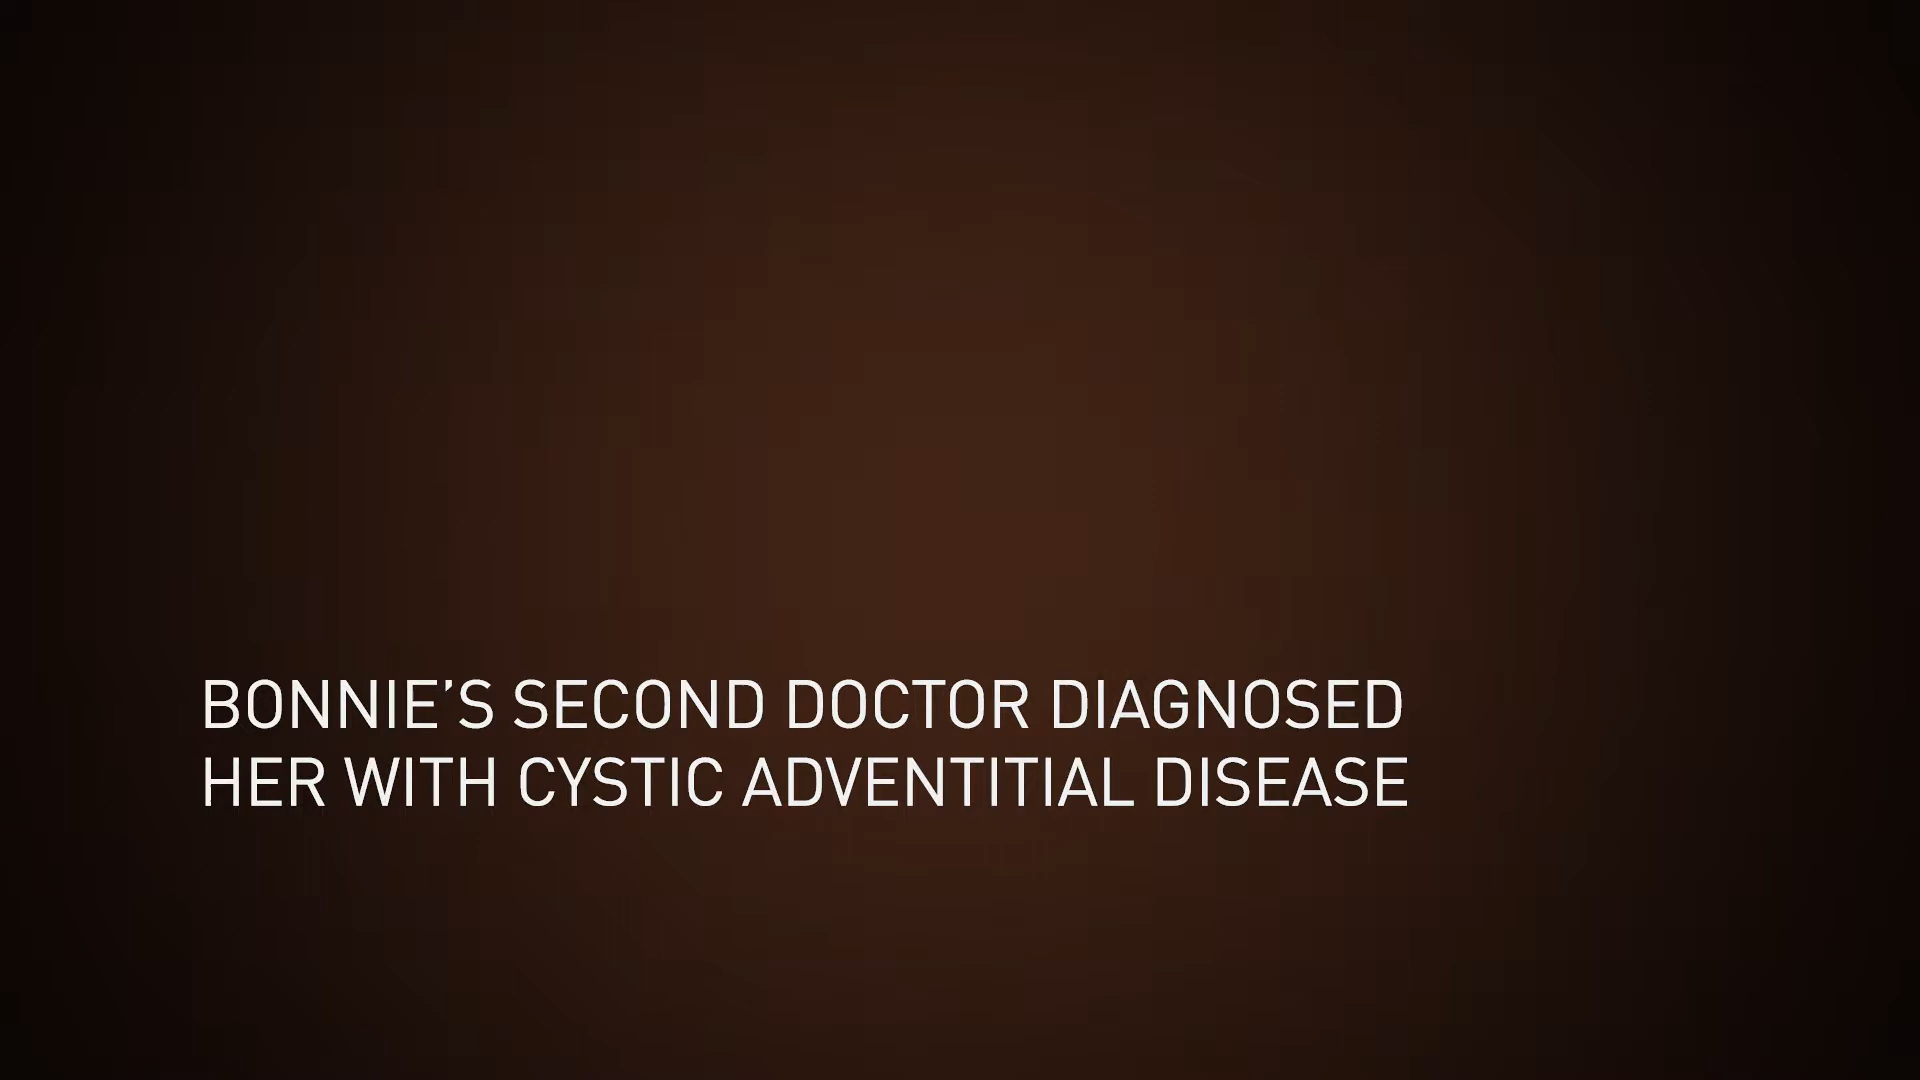 BONNIE’S SECOND DOCTOR DIAGNOSED
HER WITH CYSTIC ADVENTITIAL DISEASE